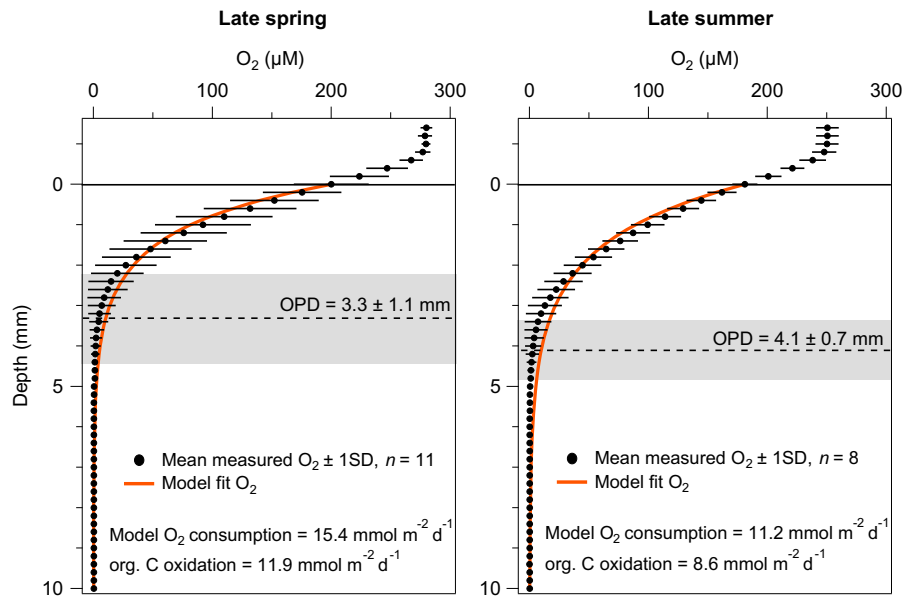 Late spring
O₂ (µM)
0 100 200 300
Depth (mm)
0
5
10
OPD = 3.3 ± 1.1 mm
Mean measured O₂ ± 1SD, n = 11
Model fit O₂
Model O₂ consumption = 15.4 mmol m⁻² d⁻¹
org. C oxidation = 11.9 mmol m⁻² d⁻¹
Late summer
O₂ (µM)
0 100 200 300
0
5
10
OPD = 4.1 ± 0.7 mm
Mean measured O₂ ± 1SD, n = 8
Model fit O₂
Model O₂ consumption = 11.2 mmol m⁻² d⁻¹
org. C oxidation = 8.6 mmol m⁻² d⁻¹